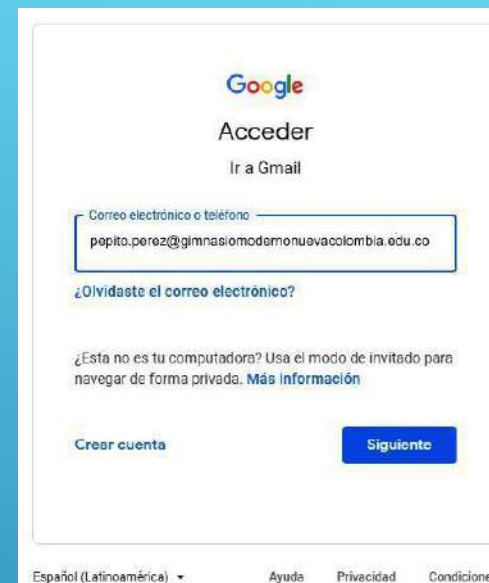 Google
Acceder
Ir a Gmail
Correo electrónico o teléfono
pepito.perez@gimnasiomodernonuevacolombia.edu.co
¿Olvidaste el correo electrónico?
¿Esta no es tu computadora? Usa el modo de invitado para
navegar de forma privada. Más información
Crear cuenta
Siguiente
Español (Latinoamérica)
Ayuda Privacidad Condicione